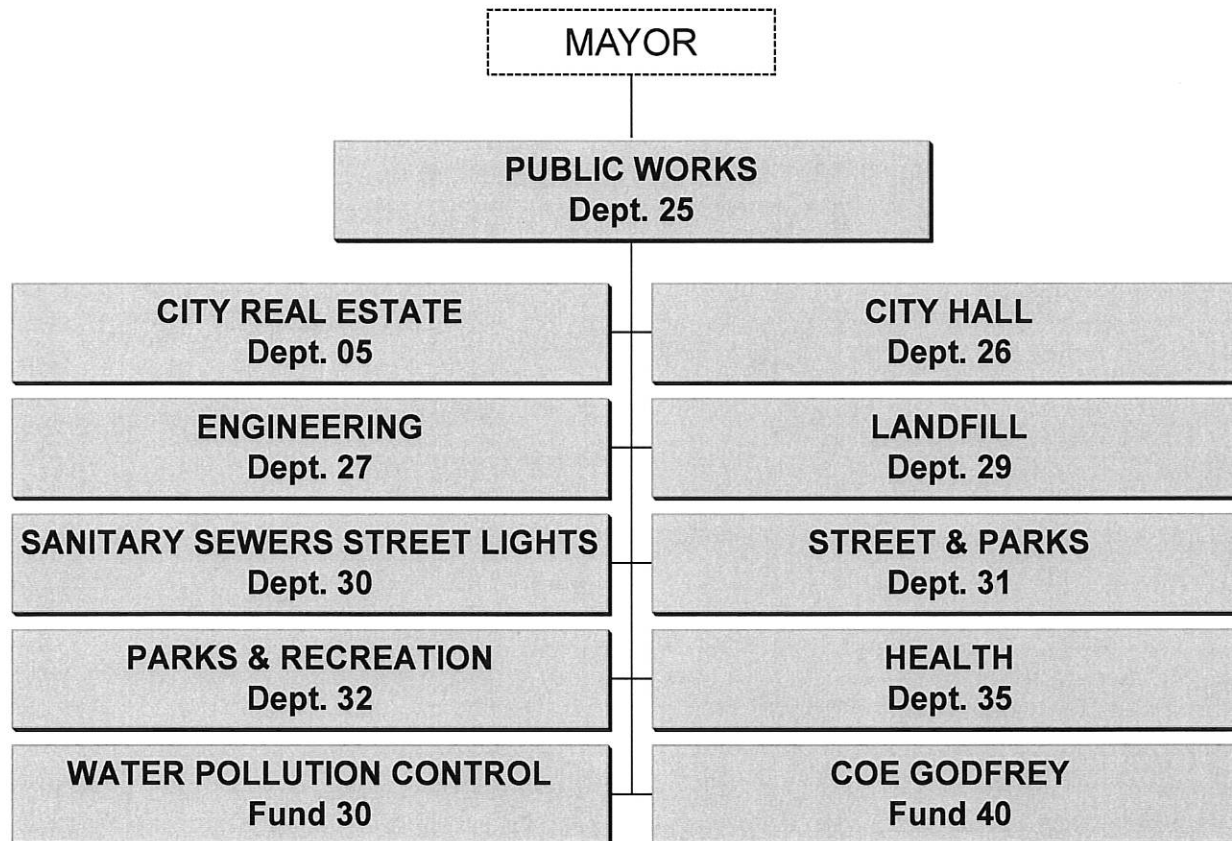 MAYOR
PUBLIC WORKS
Dept. 25
CITY REAL ESTATE
Dept. 05
CITY HALL
Dept. 26
ENGINEERING
Dept. 27
LANDFILL
Dept. 29
SANITARY SEWERS STREET LIGHTS
Dept. 30
STREET & PARKS
Dept. 31
PARKS & RECREATION
Dept. 32
HEALTH
Dept. 35
WATER POLLUTION CONTROL
Fund 30
COE GODFREY
Fund 40